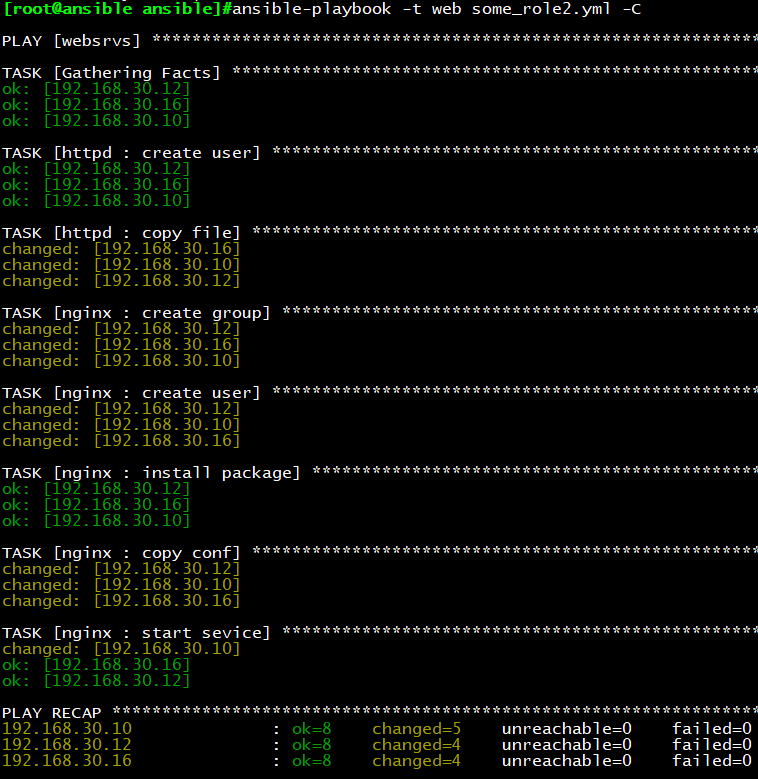 [root@ansible ansible]#ansible-playbook -t web some_role2.yml -C
PLAY [websrvs] *************************************************************
TASK [Gathering Facts] *****************************************************
ok: [192.168.30.12]
ok: [192.168.30.16]
ok: [192.168.30.10]
TASK [httpd : create user] *************************************************
ok: [192.168.30.12]
ok: [192.168.30.16]
ok: [192.168.30.10]
TASK [httpd : copy file] ***************************************************
changed: [192.168.30.16]
changed: [192.168.30.10]
changed: [192.168.30.12]
TASK [nginx : create group] ************************************************
changed: [192.168.30.12]
changed: [192.168.30.16]
changed: [192.168.30.10]
TASK [nginx : create user] *************************************************
changed: [192.168.30.12]
changed: [192.168.30.10]
changed: [192.168.30.16]
TASK [nginx : install package] *********************************************
ok: [192.168.30.12]
ok: [192.168.30.16]
ok: [192.168.30.10]
TASK [nginx : copy conf] ***************************************************
changed: [192.168.30.12]
changed: [192.168.30.10]
changed: [192.168.30.16]
TASK [nginx : start sevice] ************************************************
changed: [192.168.30.10]
ok: [192.168.30.16]
ok: [192.168.30.12]
PLAY RECAP *****************************************************************
192.168.30.10 : ok=8 changed=5 unreachable=0 failed=0
192.168.30.12 : ok=8 changed=4 unreachable=0 failed=0
192.168.30.16 : ok=8 changed=4 unreachable=0 failed=0